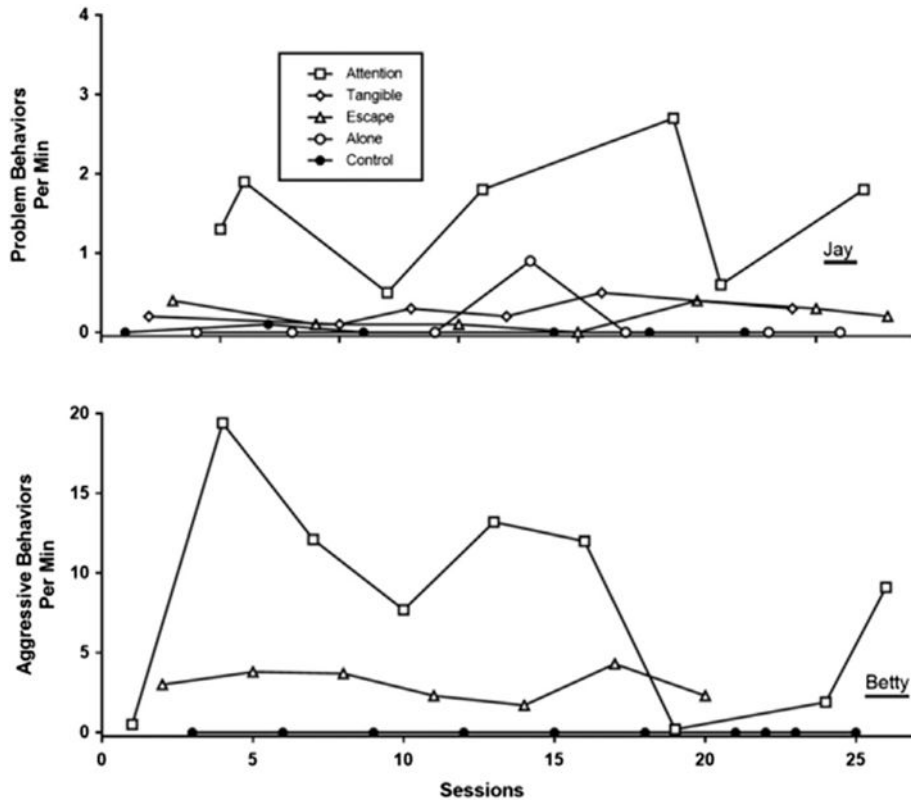 4
3
2
1
0
Problem Behaviors
Per Min
Attention
Tangible
Escape
Alone
Control
Jay
20
15
10
5
0
Aggressive Behaviors
Per Min
Betty
0 5 10 15 20 25
Sessions